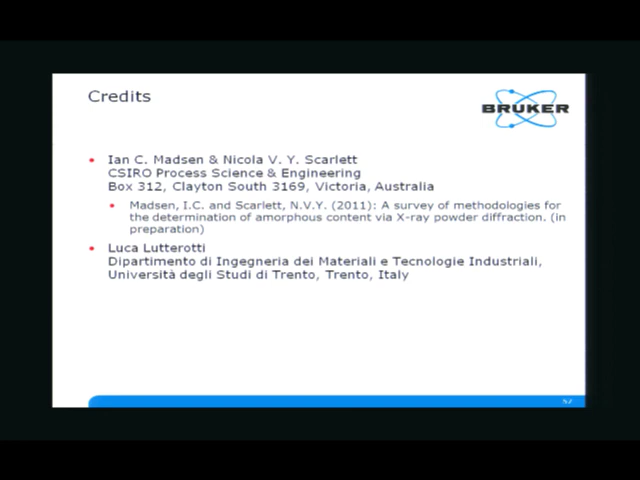 Credits
BRUKER
Ian C. Madsen & Nicola V. Y. Scarlett
CSIRO Process Science & Engineering
Box 312, Clayton South 3169, Victoria, Australia
Madsen, I.C. and Scarlett, N.V.Y. (2011): A survey of methodologies for
the determination of amorphous content via X-ray powder diffraction. (in
preparation)
Luca Lutterotti
Dipartimento di Ingegneria dei Materiali e Tecnologie Industriali,
Università degli Studi di Trento, Trento, Italy